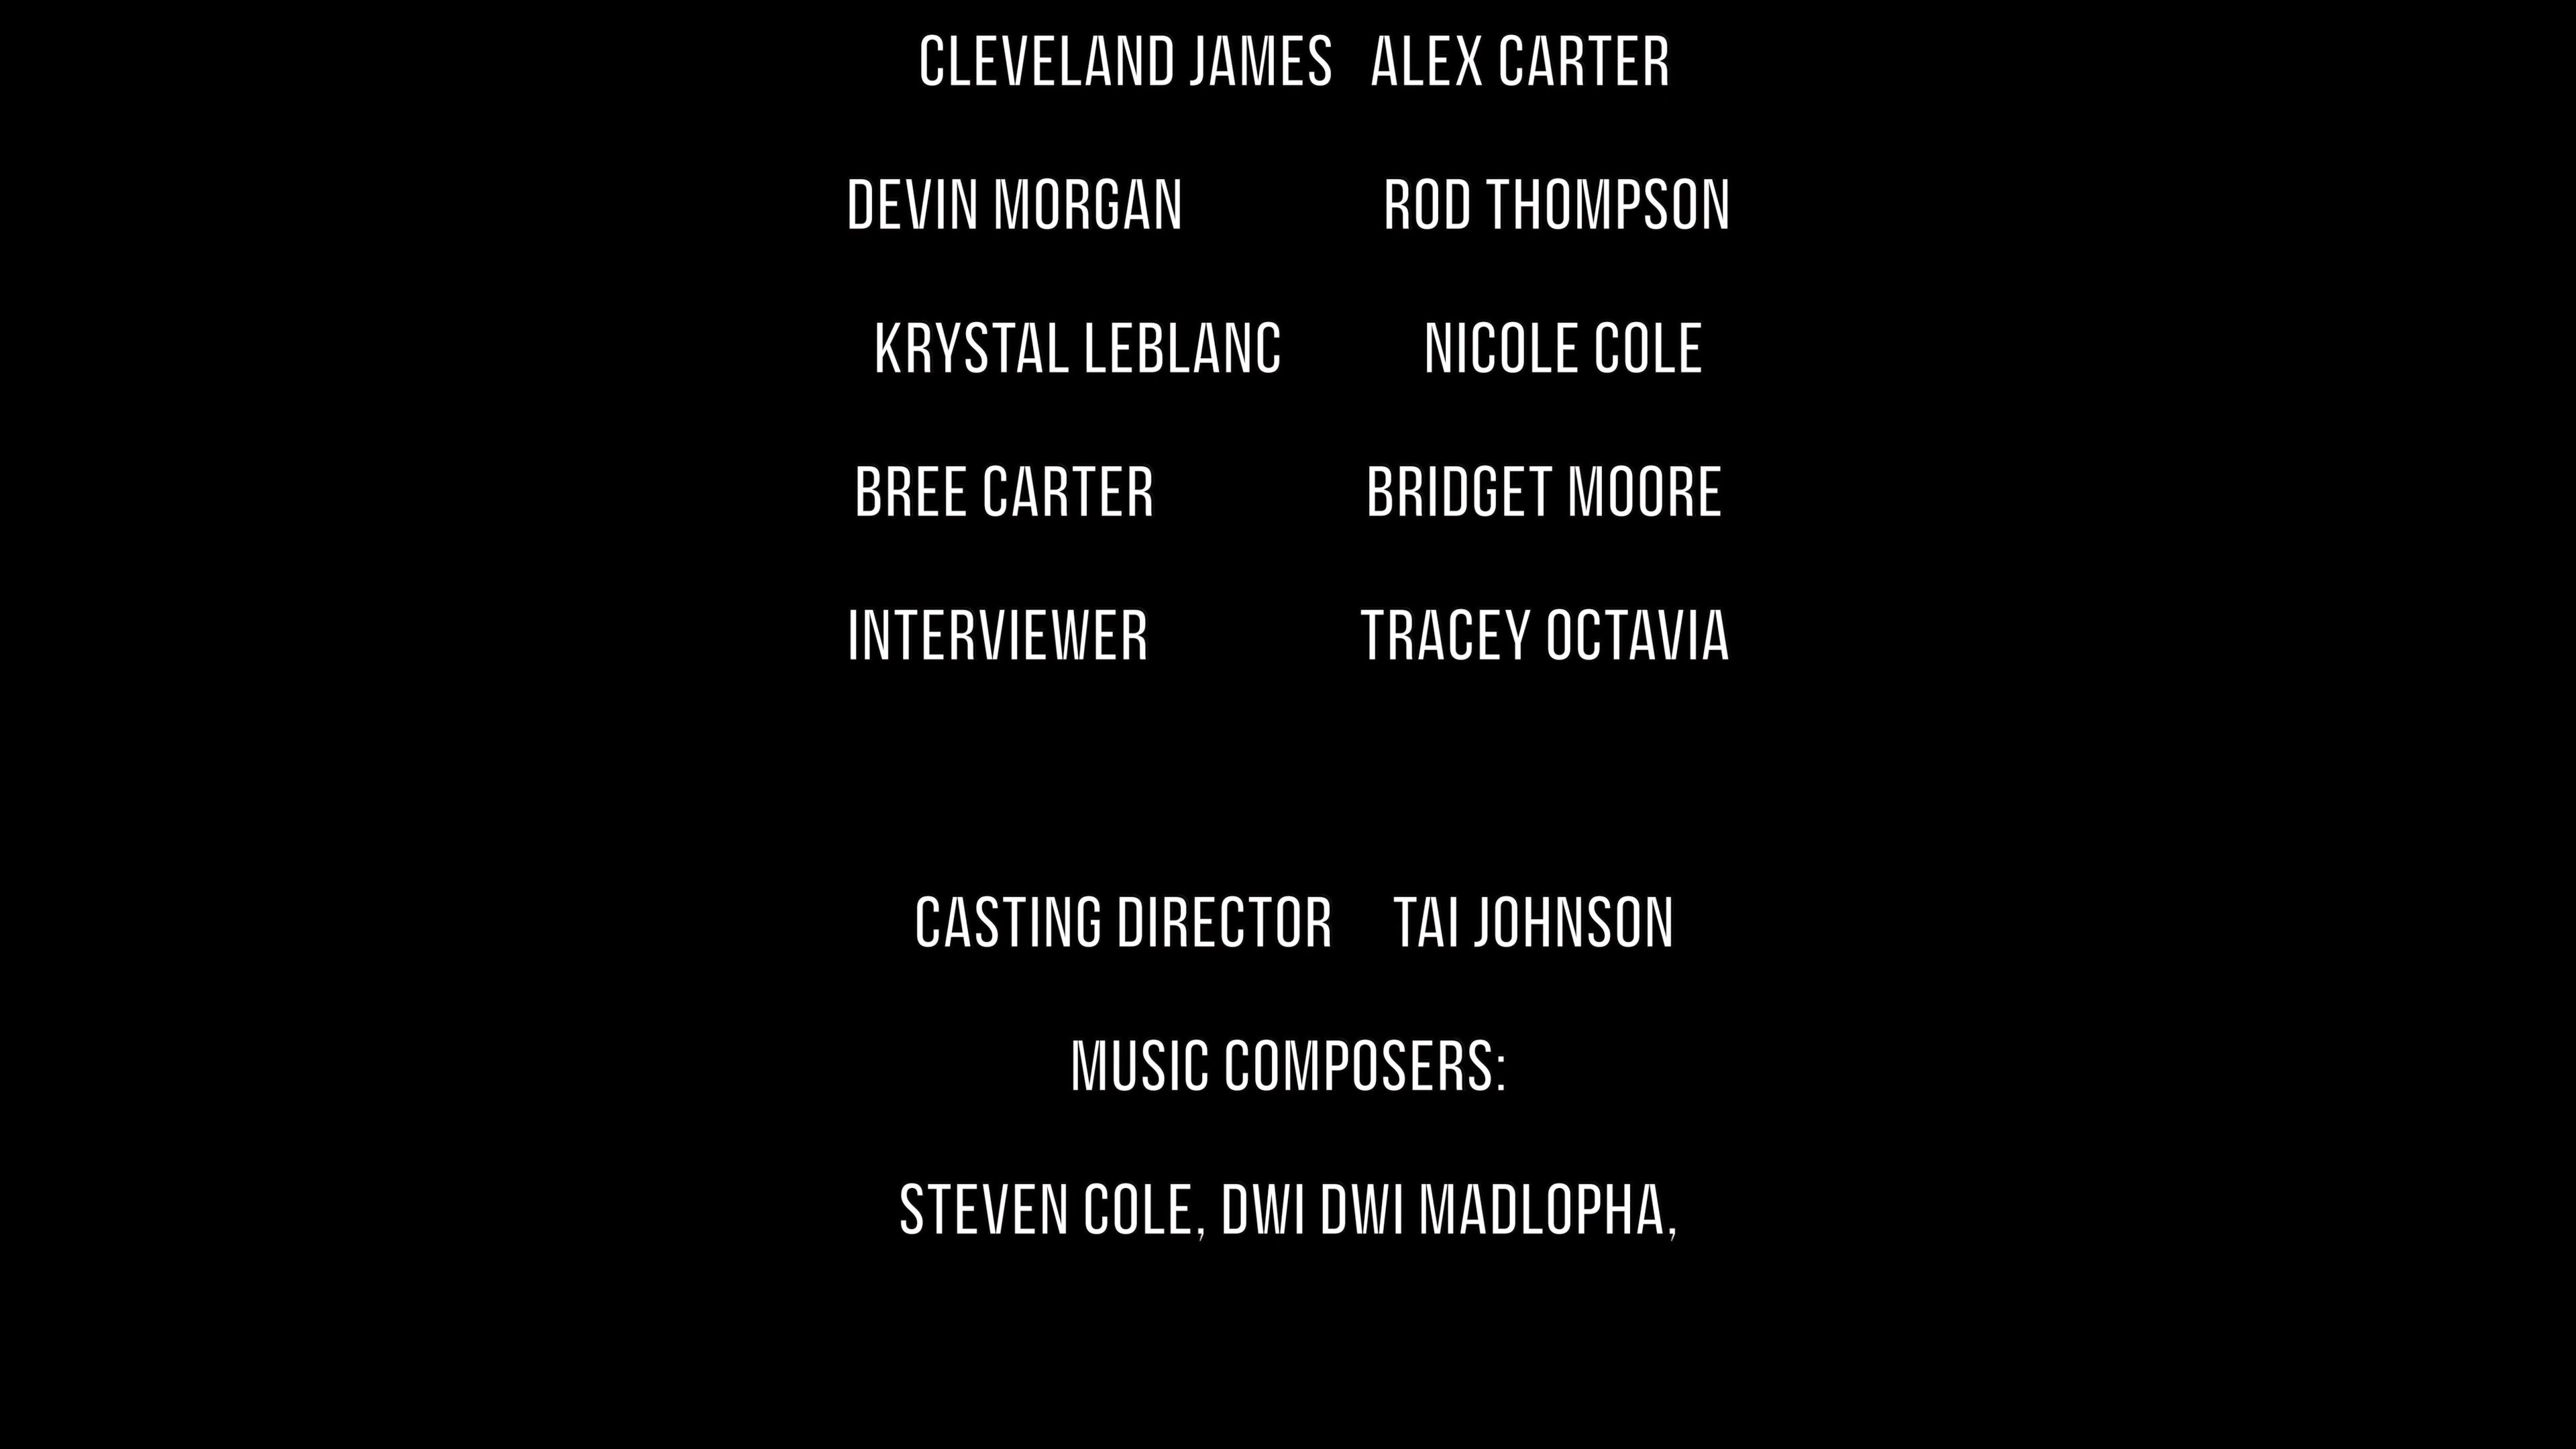 CLEVELAND JAMES ALEX CARTER
DEVIN MORGAN ROD THOMPSON
KRYSTAL LEBLANC NICOLE COLE
BREE CARTER BRIDGET MOORE
INTERVIEWER TRACEY OCTAVIA
CASTING DIRECTOR TAI JOHNSON
MUSIC COMPOSERS:
STEVEN COLE, DWI DWI MADLOPHA,